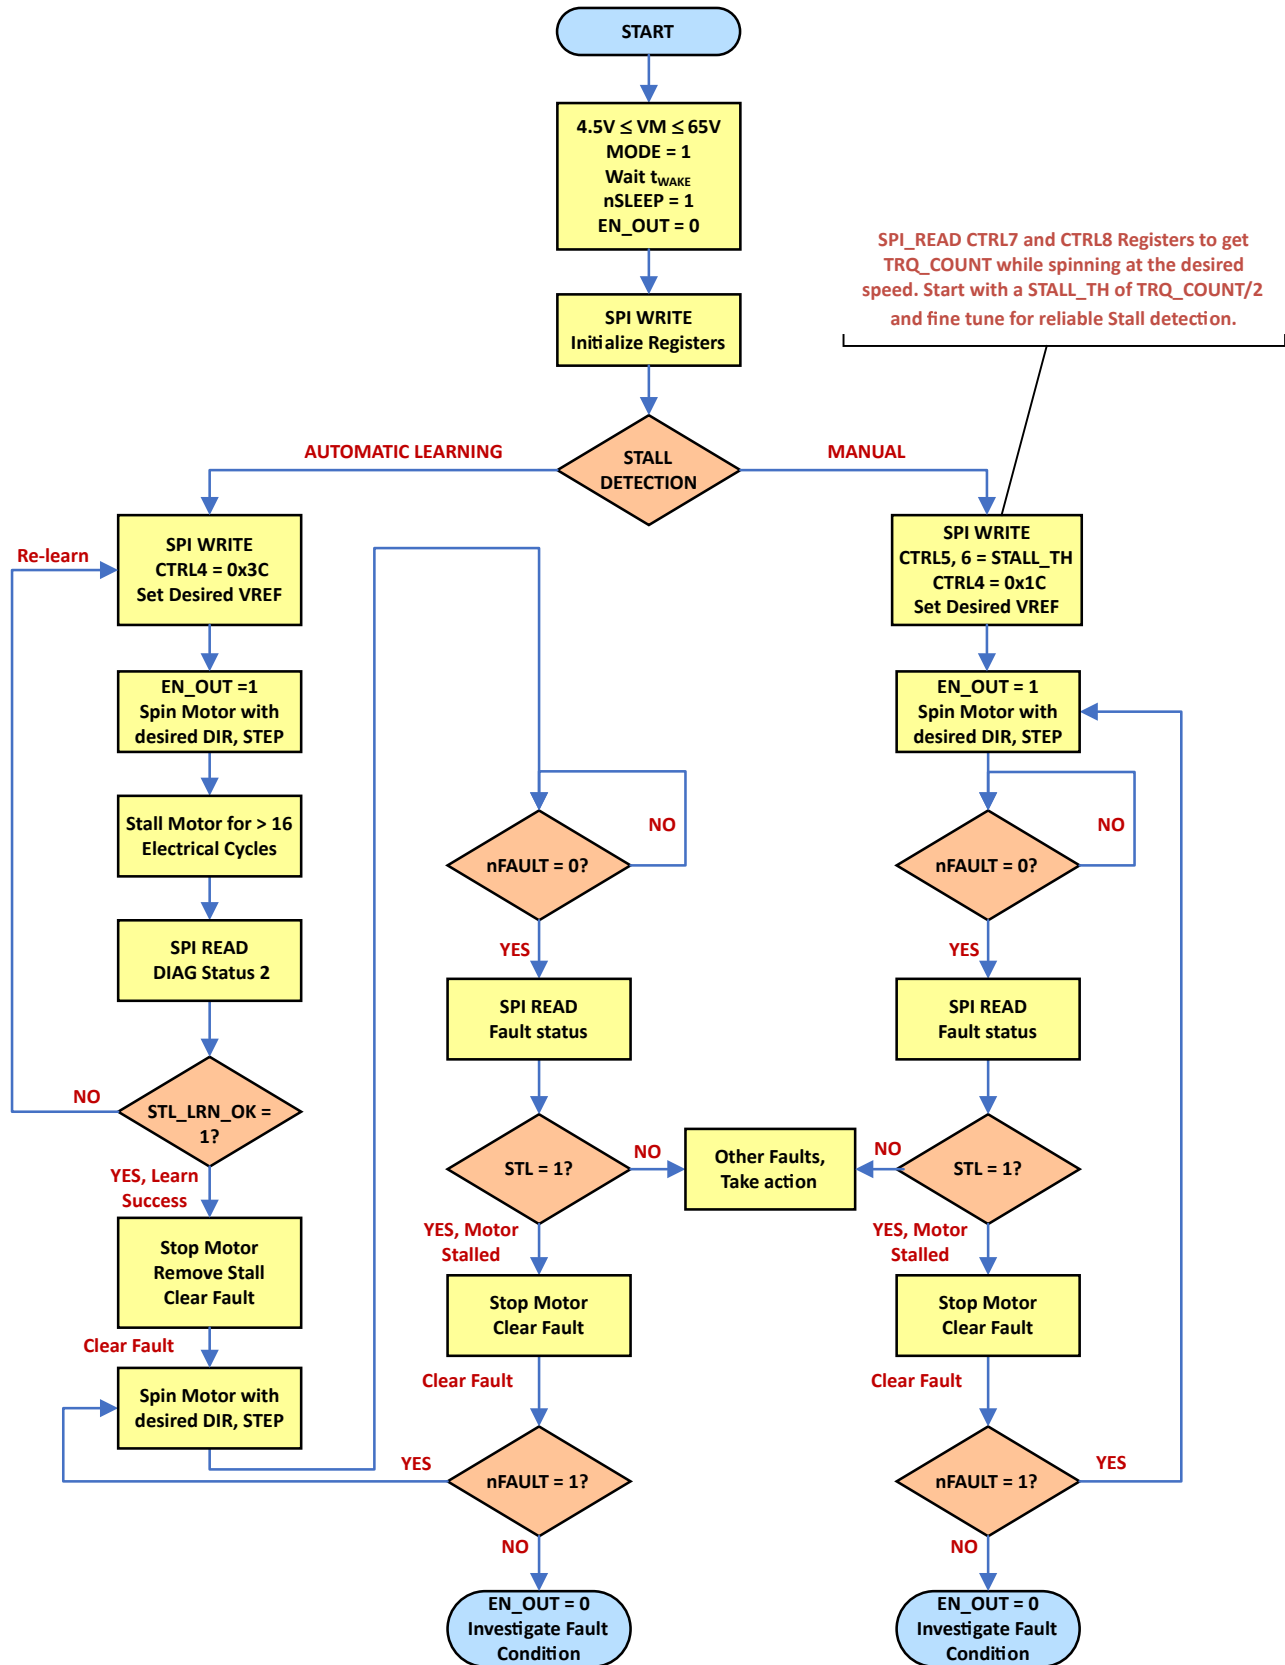 START
4.5V ≤ VM ≤ 65V
MODE = 1
Wait tWAKE
nSLEEP = 1
EN_OUT = 0
SPI_READ CTRL7 and CTRL8 Registers to get
TRQ_COUNT while spinning at the desired
speed. Start with a STALL_TH of TRQ_COUNT/2
and fine tune for reliable Stall detection.
SPI WRITE
Initialize Registers
STALL
DETECTION
AUTOMATIC LEARNING
MANUAL
SPI WRITE
CTRL4 = 0x3C
Set Desired VREF
Re-learn
EN_OUT =1
Spin Motor with
desired DIR, STEP
Stall Motor for > 16
Electrical Cycles
SPI READ
DIAG Status 2
STL_LRN_OK =
1?
NO
YES, Learn
Success
Stop Motor
Remove Stall
Clear Fault
Clear Fault
Spin Motor with
desired DIR, STEP
nFAULT = 0?
NO
YES
SPI READ
Fault status
STL = 1?
NO
Other Faults,
Take action
YES, Motor
Stalled
Stop Motor
Clear Fault
Clear Fault
nFAULT = 1?
YES
NO
EN_OUT = 0
Investigate Fault
Condition
SPI WRITE
CTRL5, 6 = STALL_TH
CTRL4 = 0x1C
Set Desired VREF
EN_OUT = 1
Spin Motor with
desired DIR, STEP
nFAULT = 0?
NO
YES
SPI READ
Fault status
STL = 1?
NO
YES, Motor
Stalled
Stop Motor
Clear Fault
Clear Fault
nFAULT = 1?
YES
NO
EN_OUT = 0
Investigate Fault
Condition